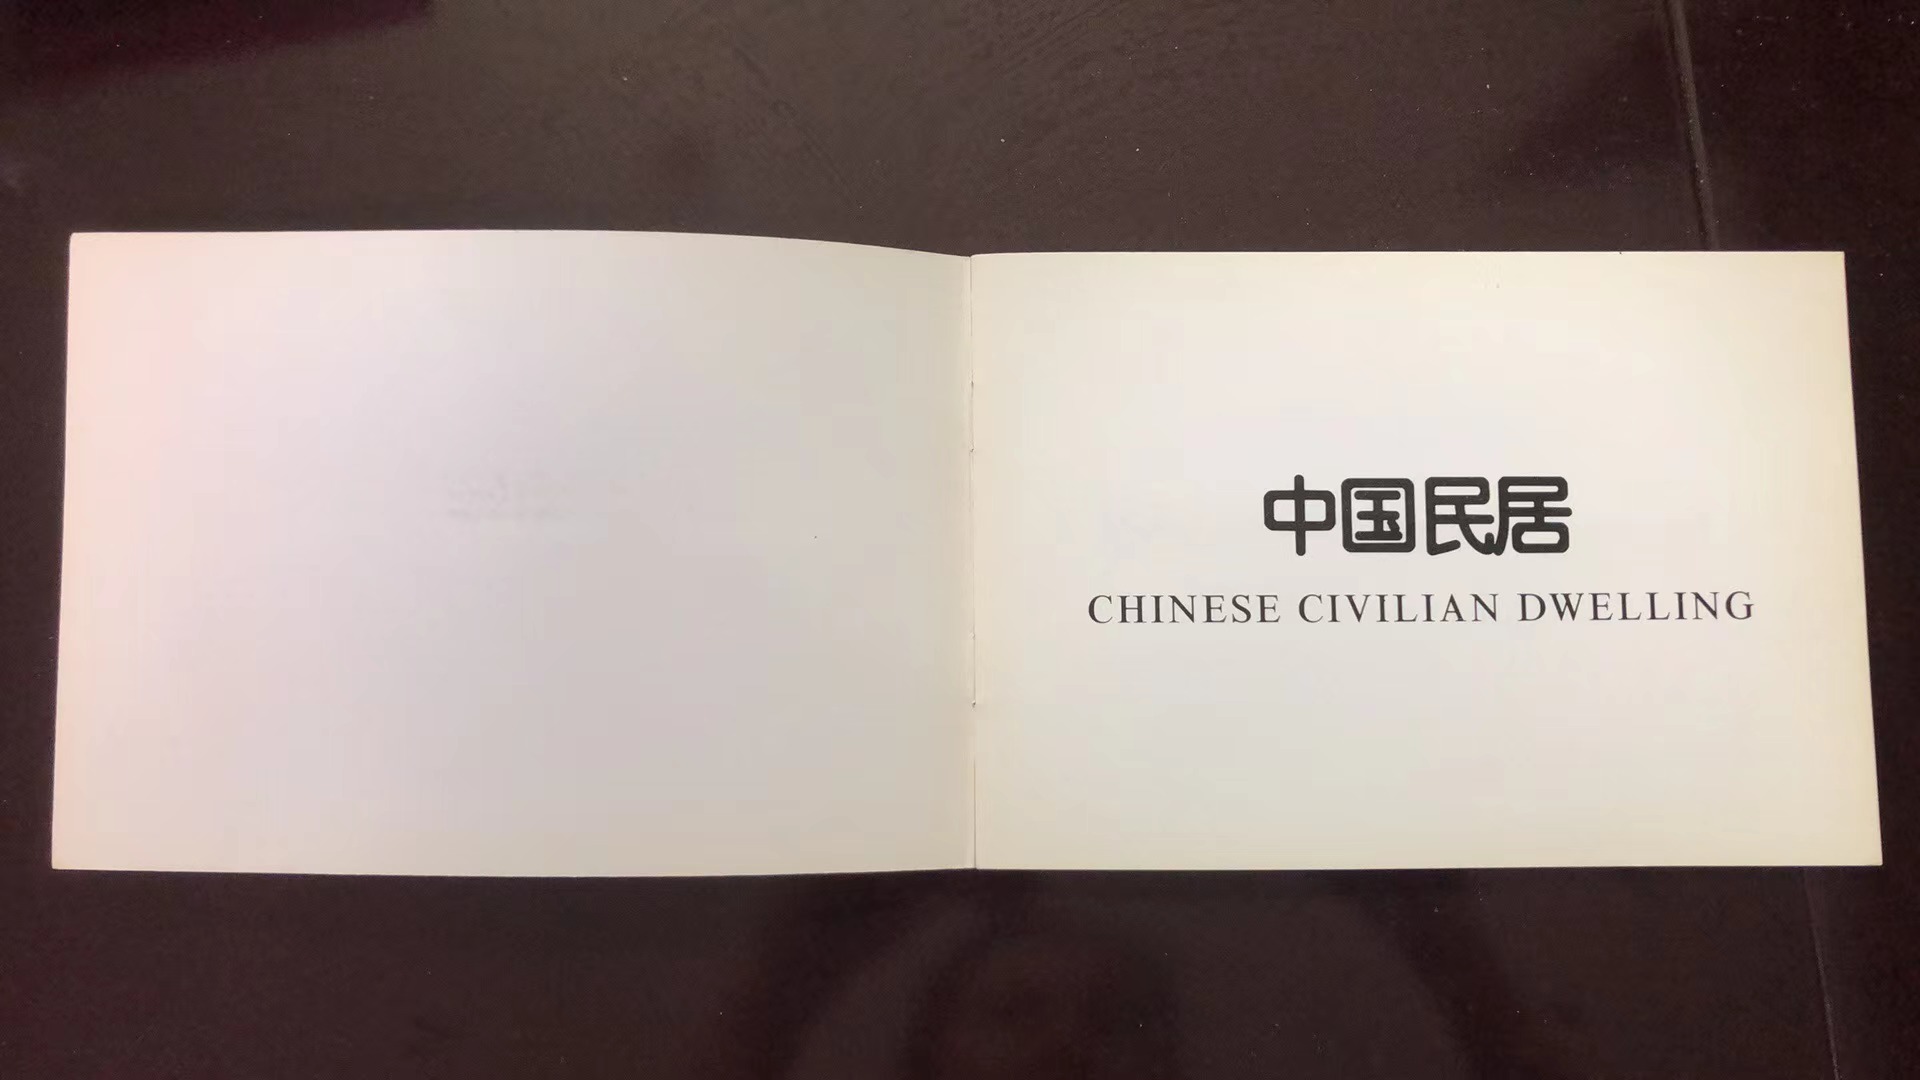 中国民居
CHINESE CIVILIAN DWELLING